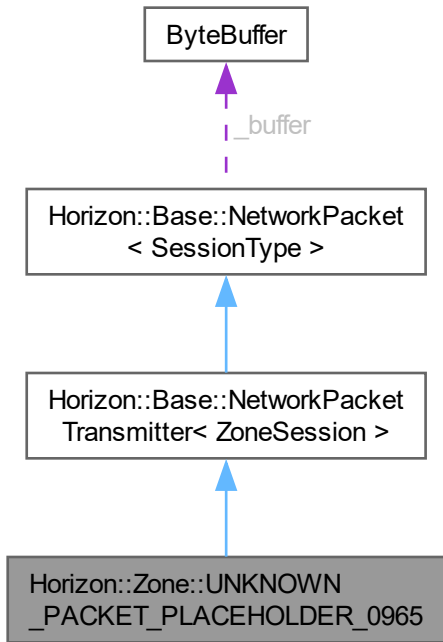 ByteBuffer
_buffer
Horizon::Base::NetworkPacket
< SessionType >
Horizon::Base::NetworkPacket
Transmitter< ZoneSession >
Horizon::Zone::UNKNOWN
_PACKET_PLACEHOLDER_0965